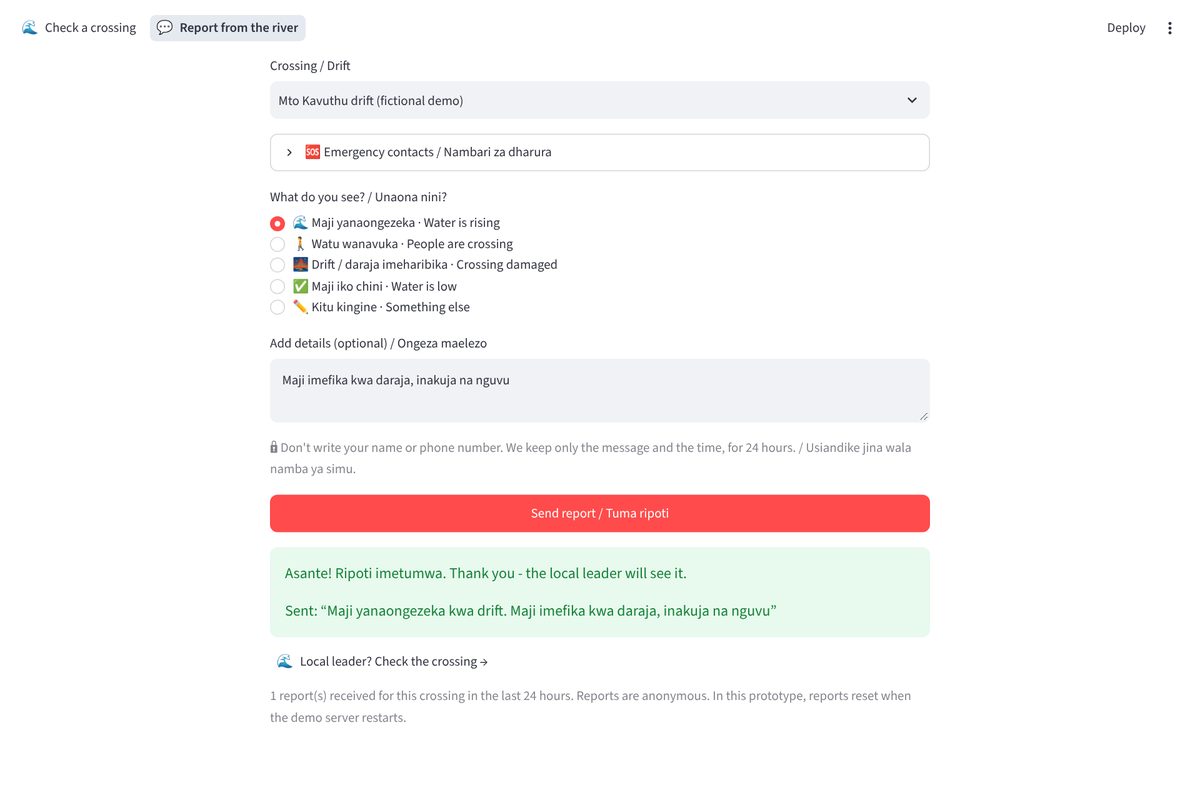 🌊 Check a crossing
💬 Report from the river
Deploy
Crossing / Drift
Mto Kavuthu drift (fictional demo)
🆘 Emergency contacts / Nambari za dharura
What do you see? / Unaona nini?
🌊 Maji yanaongezeka · Water is rising
🚶 Watu wanavuka · People are crossing
🌉 Drift / daraja imeharibika · Crossing damaged
✅ Maji iko chini · Water is low
✏️ Kitu kingine · Something else
Add details (optional) / Ongeza maelezo
Maji imefika kwa daraja, inakuja na nguvu
🔒 Don't write your name or phone number. We keep only the message and the time, for 24 hours. / Usiandike jina wala
namba ya simu.
Send report / Tuma ripoti
Asante! Ripoti imetumwa. Thank you - the local leader will see it.
Sent: “Maji yanaongezeka kwa drift. Maji imefika kwa daraja, inakuja na nguvu”
🌊 Local leader? Check the crossing →
1 report(s) received for this crossing in the last 24 hours. Reports are anonymous. In this prototype, reports reset when
the demo server restarts.